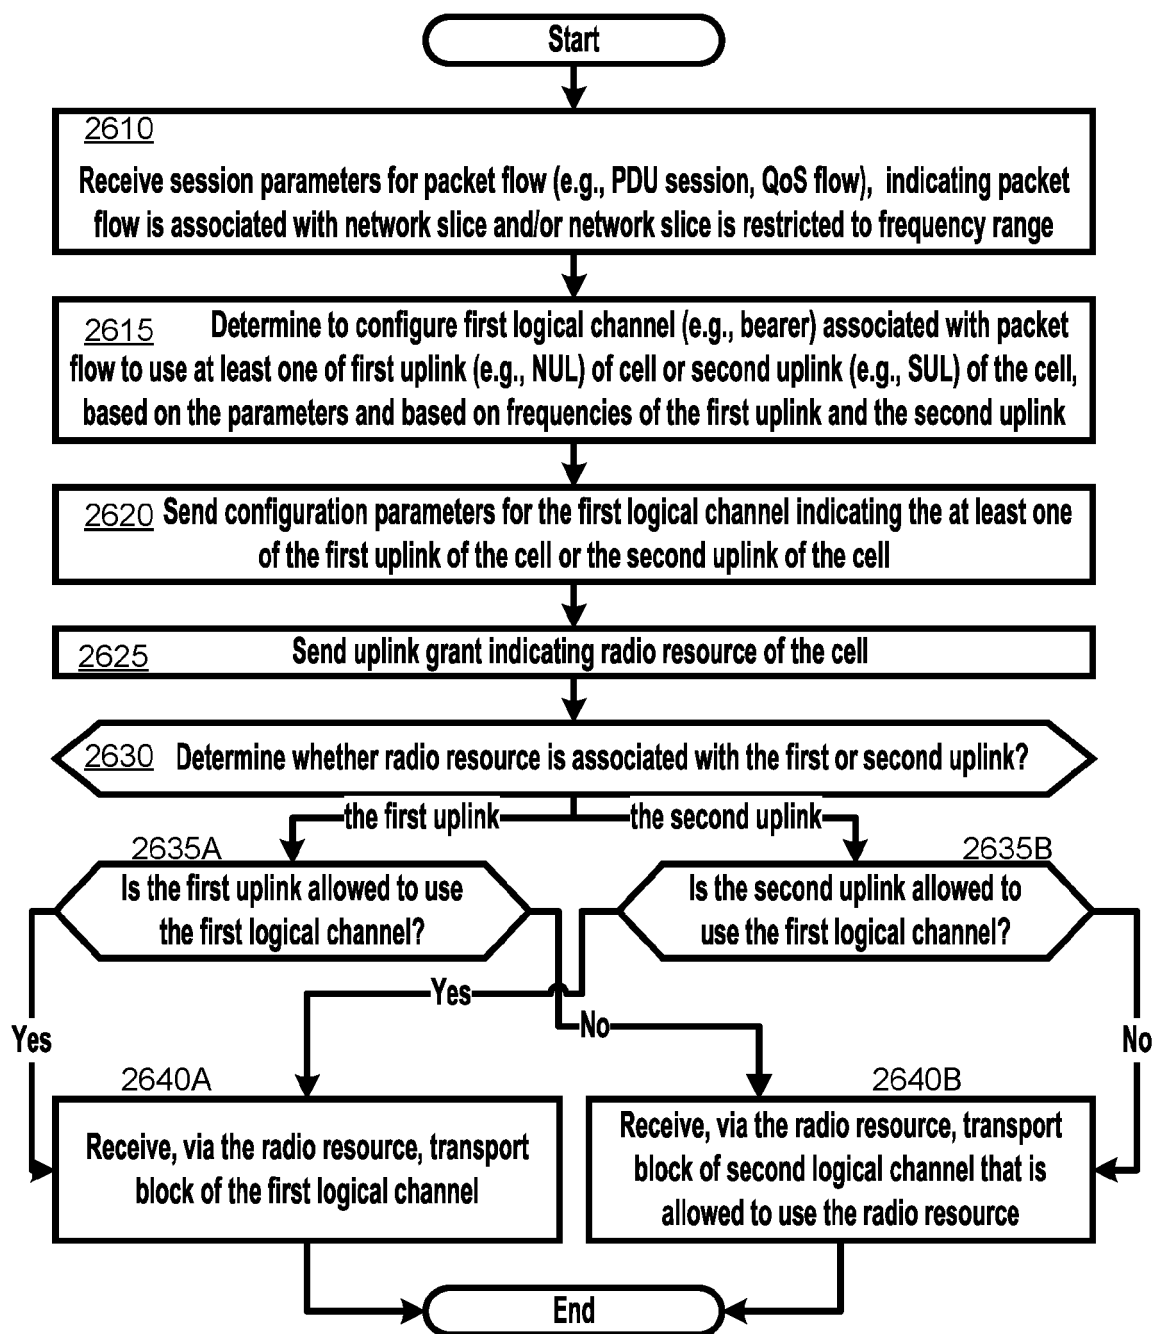 Start
2610
Receive session parameters for packet flow (e.g., PDU session, QoS flow), indicating packet
flow is associated with network slice and/or network slice is restricted to frequency range
2615 Determine to configure first logical channel (e.g., bearer) associated with packet
flow to use at least one of first uplink (e.g., NUL) of cell or second uplink (e.g., SUL) of the cell,
based on the parameters and based on frequencies of the first uplink and the second uplink
2620 Send configuration parameters for the first logical channel indicating the at least one
of the first uplink of the cell or the second uplink of the cell
2625 Send uplink grant indicating radio resource of the cell
2630 Determine whether radio resource is associated with the first or second uplink?
the first uplink
the second uplink
2635A
Is the first uplink allowed to use
the first logical channel?
2635B
Is the second uplink allowed to
use the first logical channel?
Yes
Yes
No
No
2640A
Receive, via the radio resource, transport
block of the first logical channel
2640B
Receive, via the radio resource, transport
block of second logical channel that is
allowed to use the radio resource
End